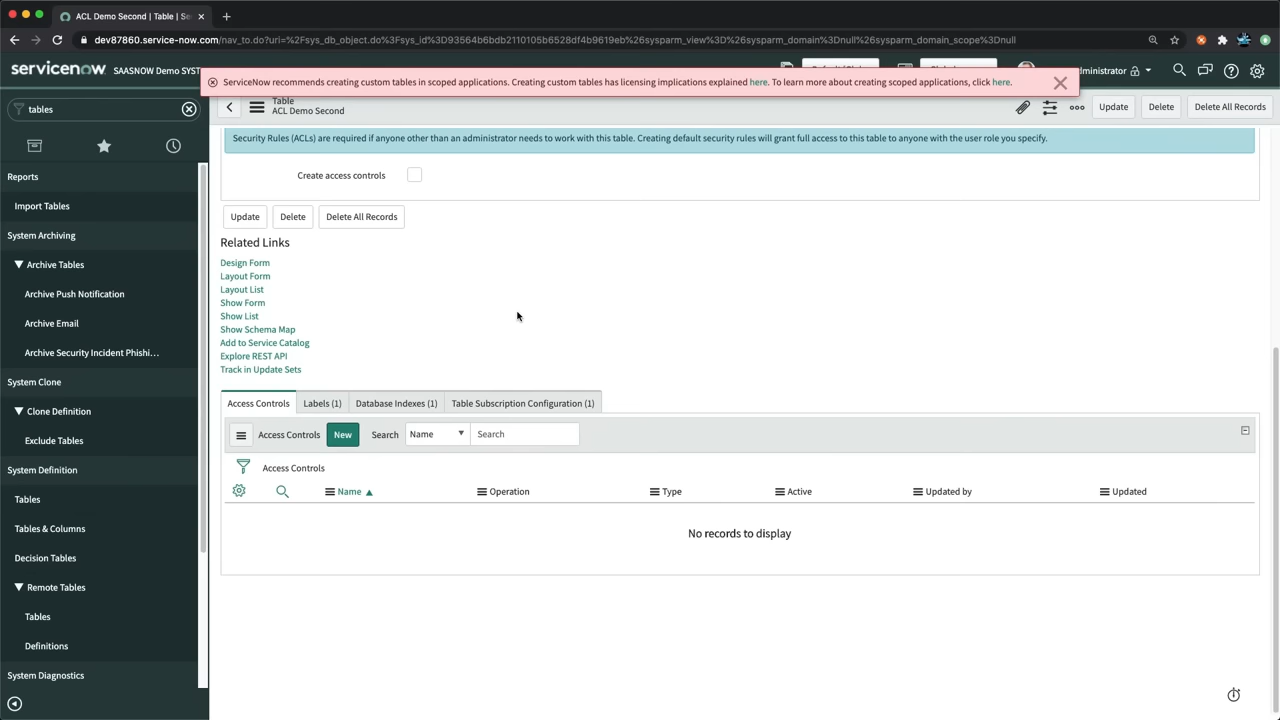 ACL Demo Second | Table | Se
dev87860.service-now.com/nav_to.do?uri=%2Fsys_db_object.do%3Fsys_id%3D93564b6bdb2110105b6528df4b9619eb%26sysparm_view%3D%26sysparm_domain%3Dnull%26sysparm_domain_scope%3Dnull
servicenow SAASNOW Demo SYST
dministrator
ServiceNow recommends creating custom tables in scoped applications. Creating custom tables has licensing implications explained here. To learn more about creating scoped applications, click here.
tables
Table
ACL Demo Second
Update Delete Delete All Records
Security Rules (ACLs) are required if anyone other than an administrator needs to work with this table. Creating default security rules will grant full access to this table to anyone with the user role you specify.
Create access controls
Update Delete Delete All Records
Related Links
Design Form
Layout Form
Layout List
Show Form
Show List
Show Schema Map
Add to Service Catalog
Explore REST API
Track in Update Sets
Access Controls Labels (1) Database Indexes (1) Table Subscription Configuration (1)
Access Controls New Search Name Search
Access Controls
Name Operation Type Active Updated by Updated
No records to display
Reports
Import Tables
System Archiving
Archive Tables
Archive Push Notification
Archive Email
Archive Security Incident Phishi...
System Clone
Clone Definition
Exclude Tables
System Definition
Tables
Tables & Columns
Decision Tables
Remote Tables
Tables
Definitions
System Diagnostics